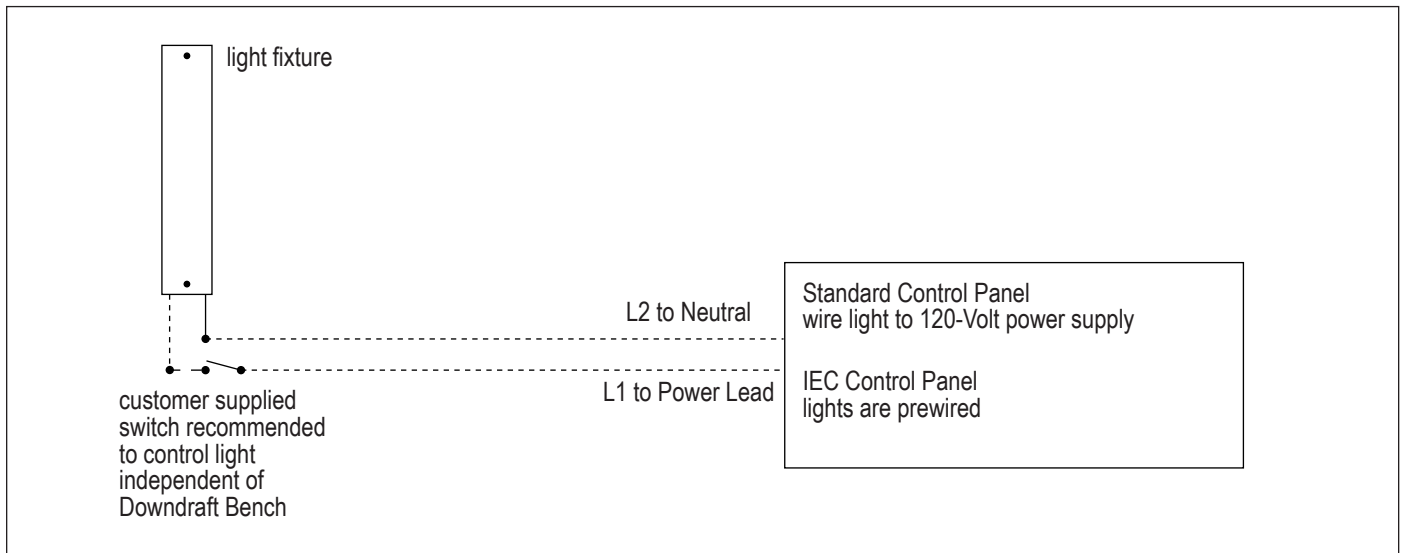 light fixture
L2 to Neutral
Standard Control Panel
wire light to 120-Volt power supply
L1 to Power Lead
IEC Control Panel
lights are prewired
customer supplied
switch recommended
to control light
independent of
Downdraft Bench